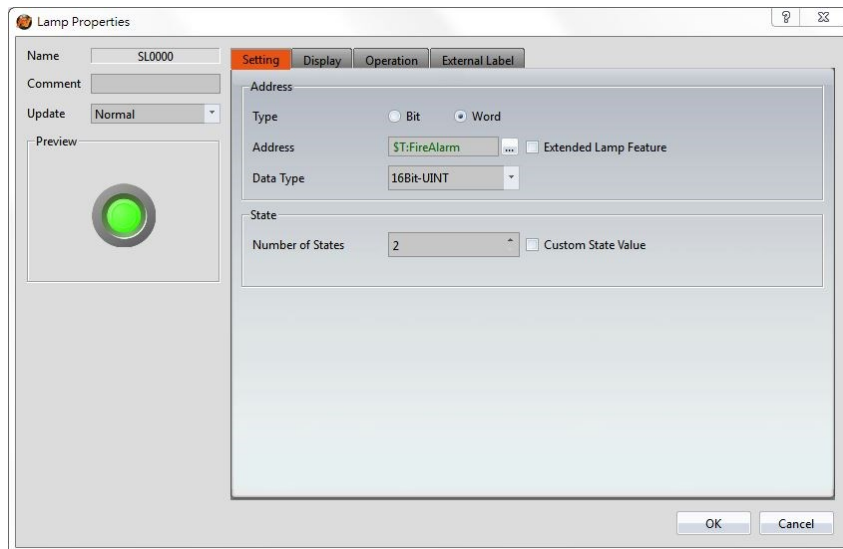 Lamp Properties
Name SL0000
Comment
Update Normal
Preview
Setting Display Operation External Label
Address
Type Bit Word
Address $T:FireAlarm ... Extended Lamp Feature
Data Type 16Bit-UINT
State
Number of States 2 Custom State Value
OK Cancel